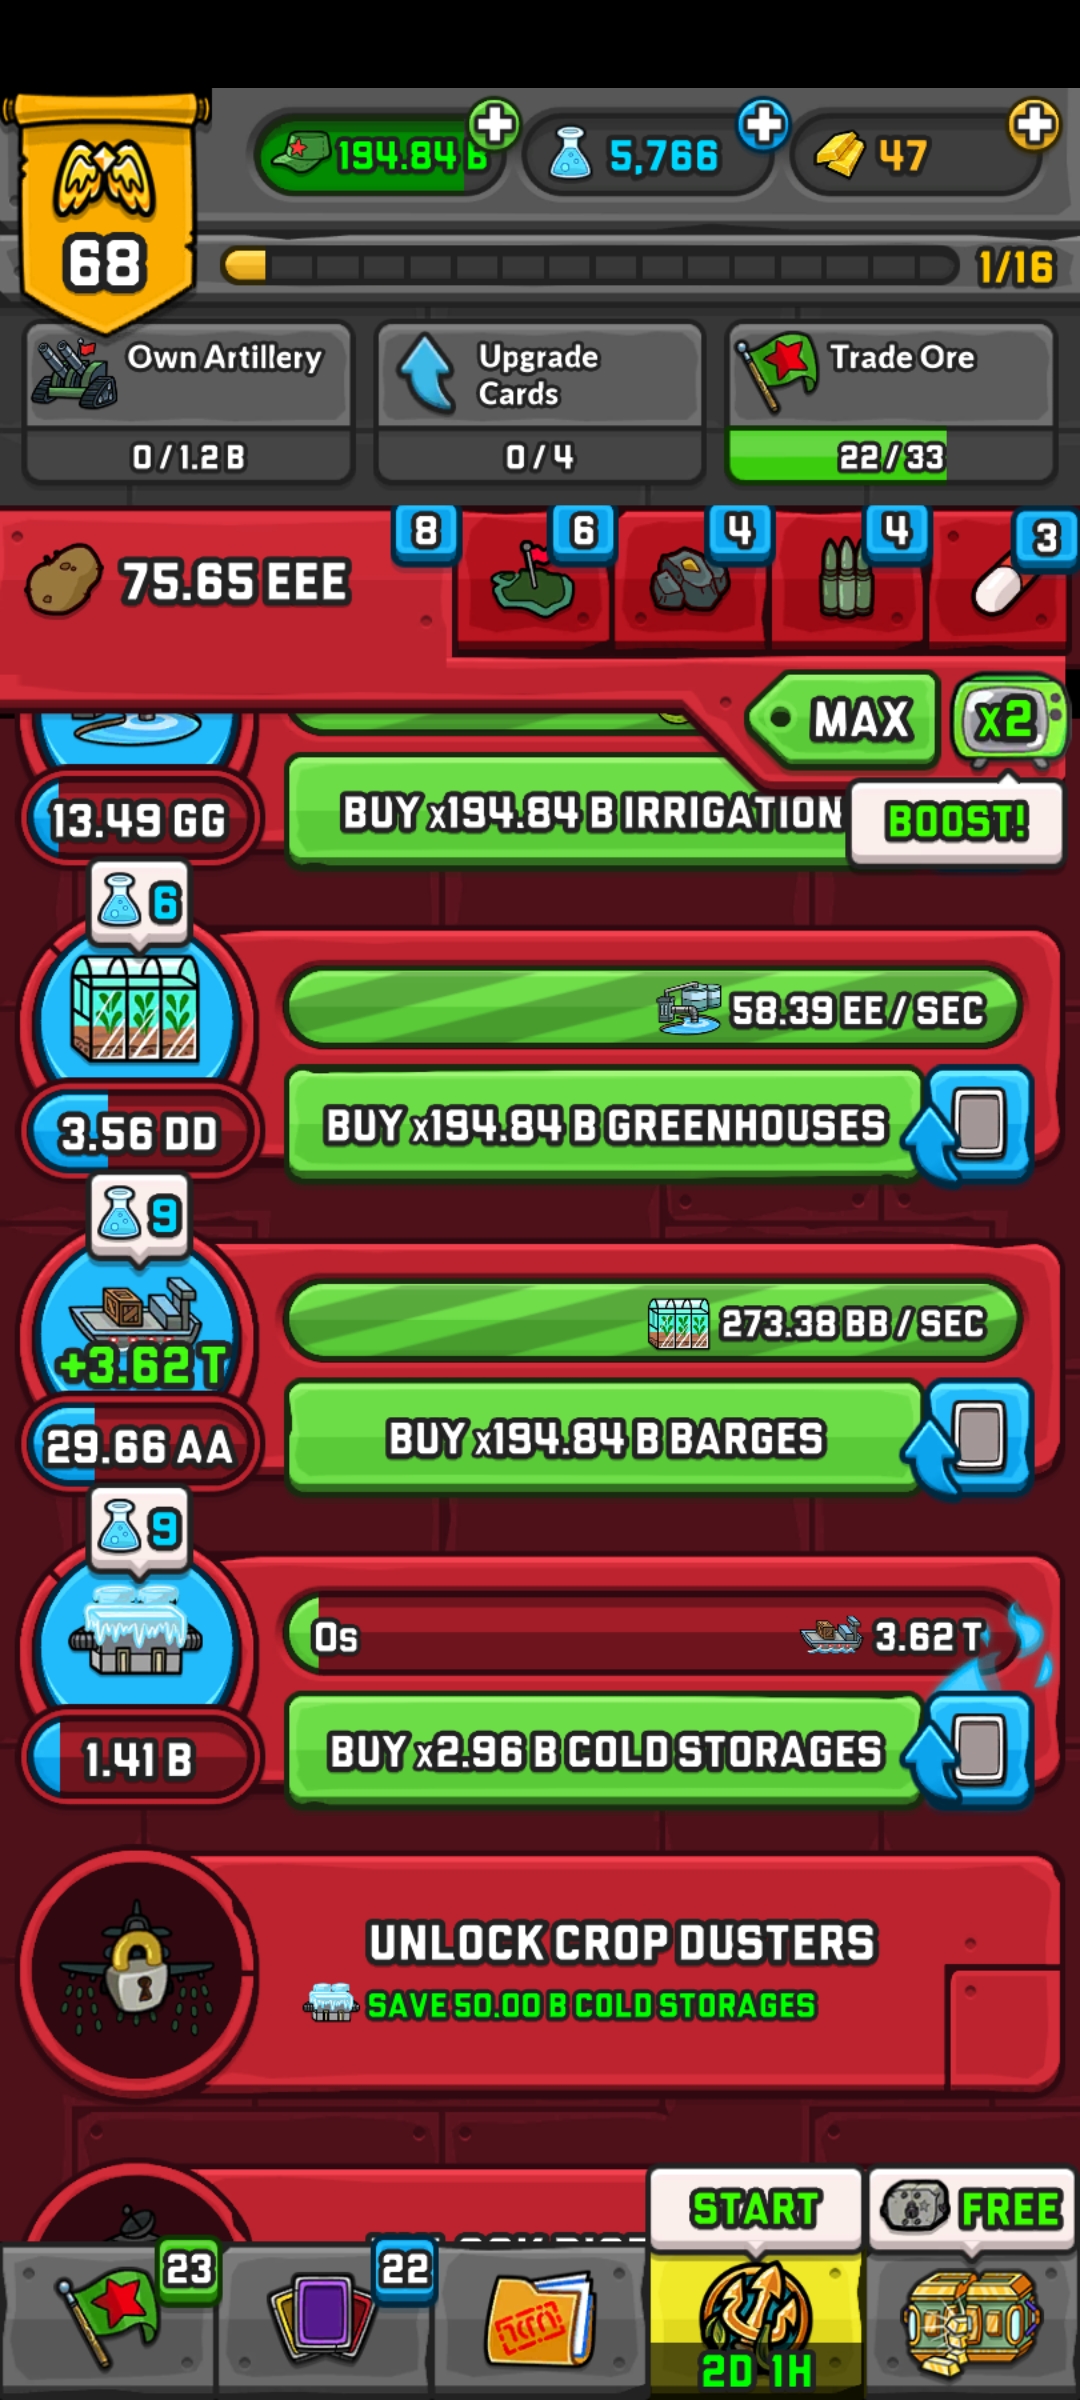 194.84 B
5,766
47
68
1/16
Own Artillery
0 / 1.2 B
Upgrade
Cards
0 / 4
Trade Ore
22 / 33
75.65 EEE
8
6
4
4
3
MAX
x2
BOOST!
13.49 GG
BUY x194.84 B IRRIGATION
6
58.39 EE / SEC
3.56 DD
BUY x194.84 B GREENHOUSES
9
+3.62 T
273.38 BB / SEC
29.66 AA
BUY x194.84 B BARGES
9
0s
3.62 T
1.41 B
BUY x2.96 B COLD STORAGES
UNLOCK CROP DUSTERS
SAVE 50.00 B COLD STORAGES
START
FREE
23
22
2D 1H